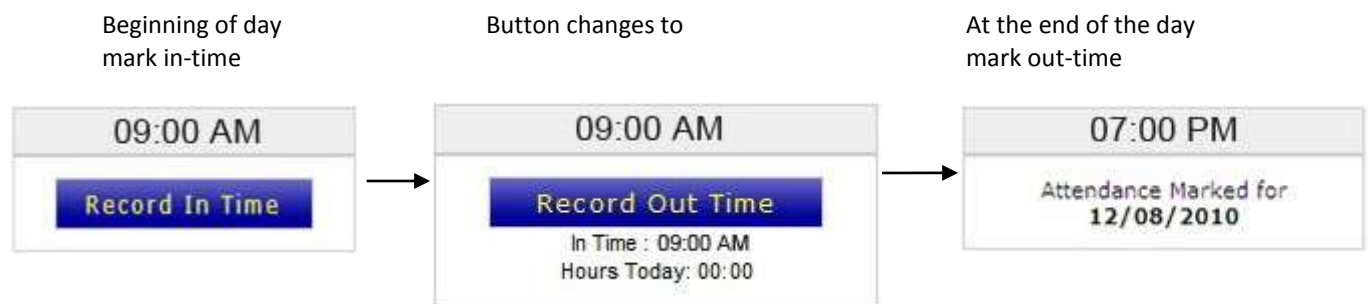 Beginning of day
mark in-time
Button changes to
At the end of the day
mark out-time
09:00 AM
Record In Time
09:00 AM
Record Out Time
In Time : 09:00 AM
Hours Today: 00:00
07:00 PM
Attendance Marked for
12/08/2010